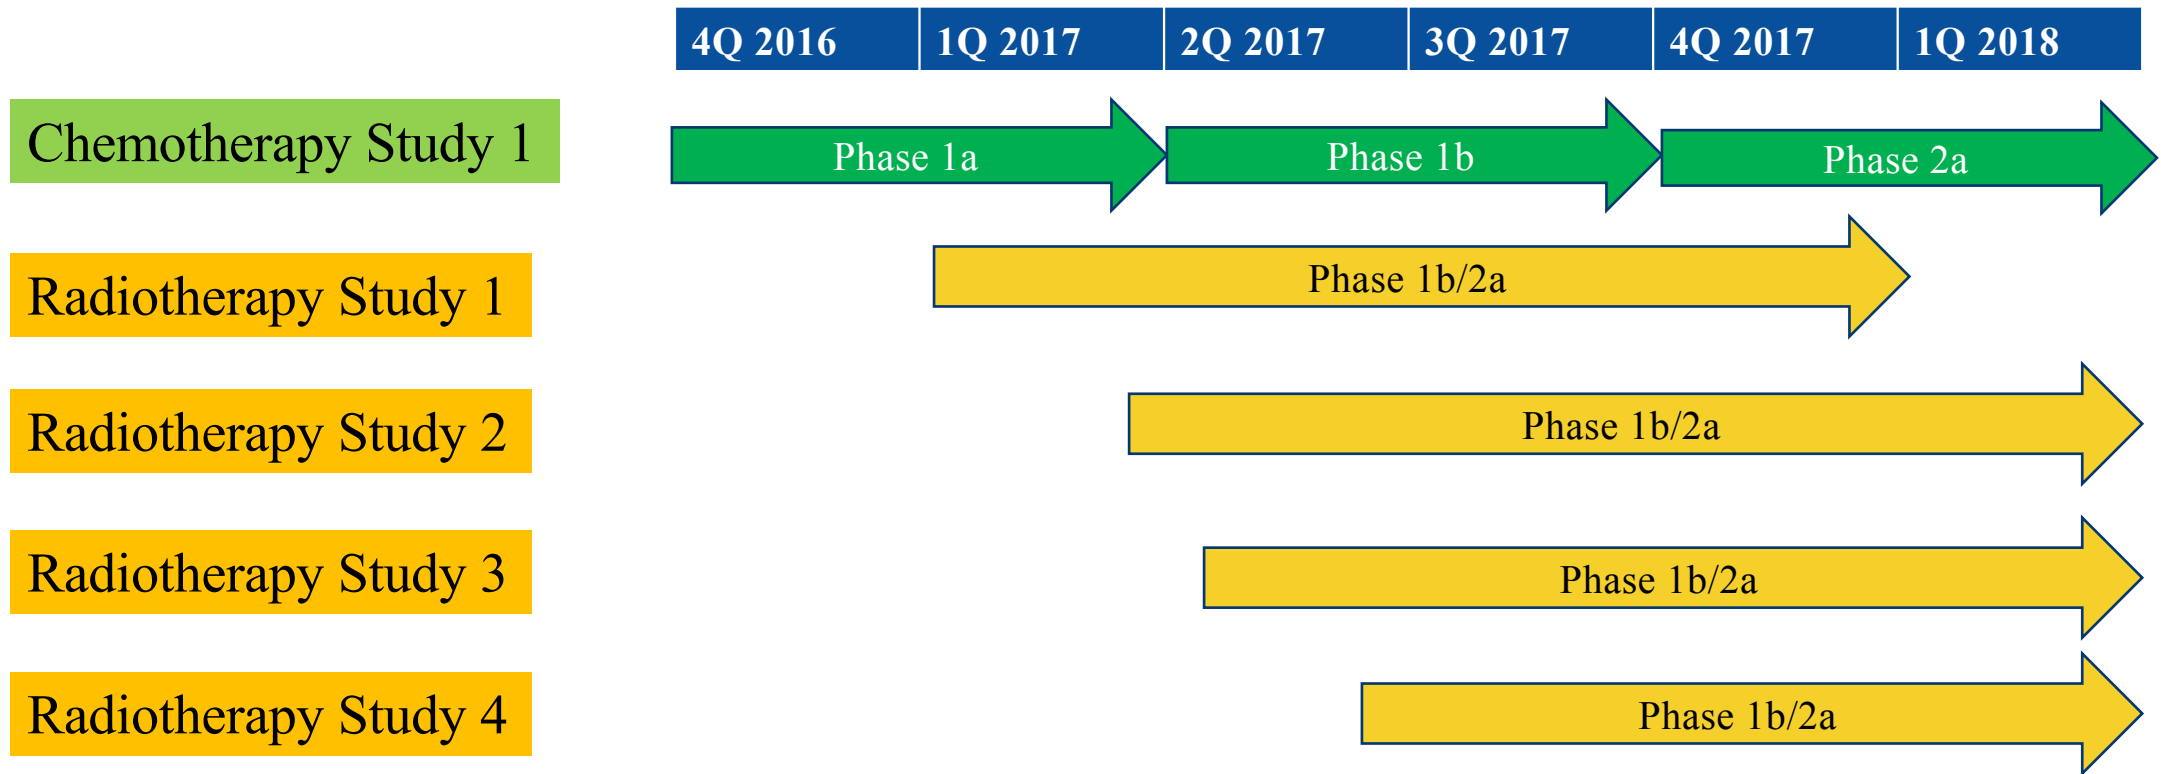 4Q 2016 1Q 2017 2Q 2017 3Q 2017 4Q 2017 1Q 2018
Chemotherapy Study 1 Phase 1a Phase 1b Phase 2a
Radiotherapy Study 1 Phase 1b/2a
Radiotherapy Study 2 Phase 1b/2a
Radiotherapy Study 3 Phase 1b/2a
Radiotherapy Study 4 Phase 1b/2a